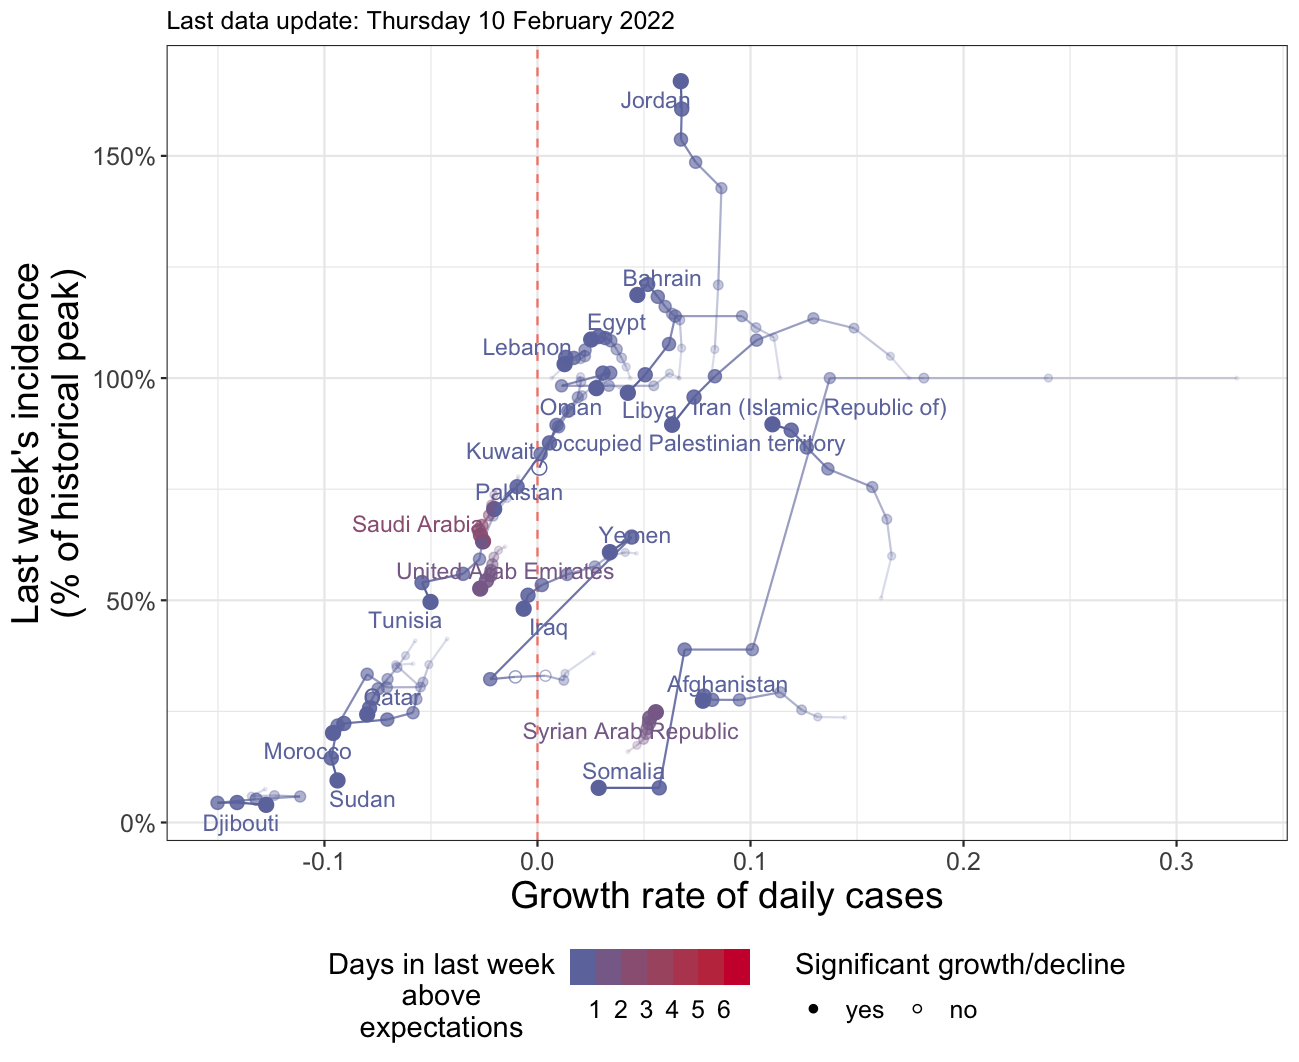 Last data update: Thursday 10 February 2022
Last week's incidence
(% of historical peak)
150%
100%
50%
0%
Jordan
Bahrain
Egypt
Lebanon
Oman
Libya
Iran (Islamic Republic of)
Kuwait
occupied Palestinian territory
Pakistan
Saudi Arabia
Yemen
United Arab Emirates
Tunisia
Iraq
Qatar
Afghanistan
Syrian Arab Republic
Morocco
Somalia
Sudan
Djibouti
-0.1
0.0
0.1
0.2
0.3
Growth rate of daily cases
Days in last week
above
expectations
1 2 3 4 5 6
Significant growth/decline
yes
no